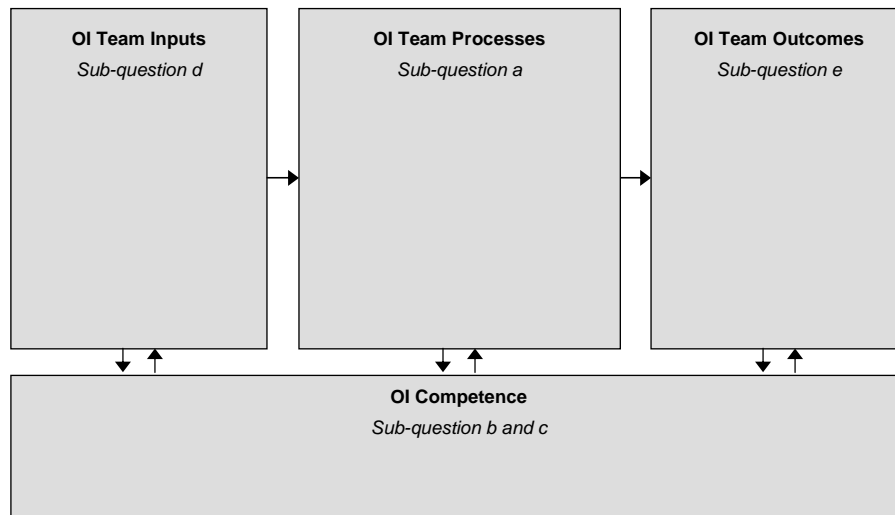 OI Team Inputs
Sub-question d
OI Team Processes
Sub-question a
OI Team Outcomes
Sub-question e
OI Competence
Sub-question b and c